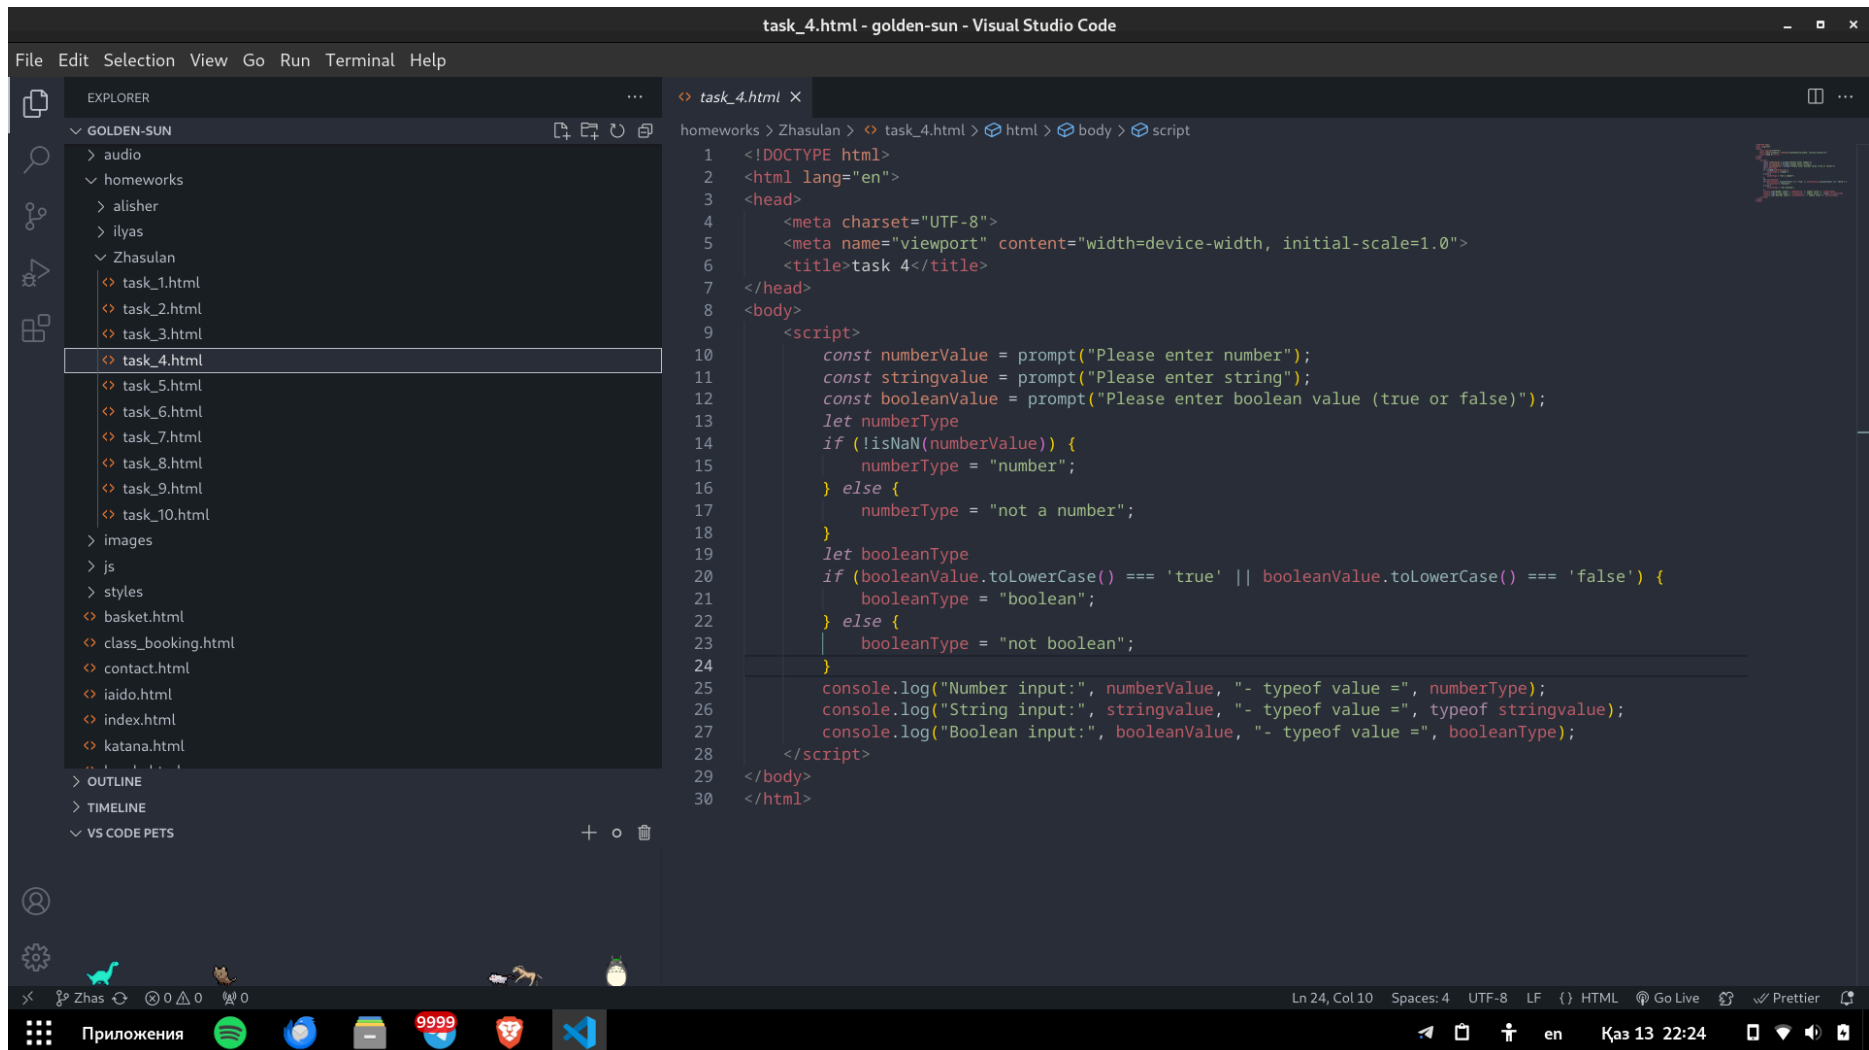 task_4.html - golden-sun - Visual Studio Code
File Edit Selection View Go Run Terminal Help
EXPLORER
GOLDEN-SUN
audio
homeworks
alisher
ilyas
Zhasulan
task_1.html
task_2.html
task_3.html
task_4.html
task_5.html
task_6.html
task_7.html
task_8.html
task_9.html
task_10.html
images
js
styles
basket.html
class_booking.html
contact.html
iaido.html
index.html
katana.html
OUTLINE
TIMELINE
VS CODE PETS
task_4.html
homeworks > Zhasulan > task_4.html > html > body > script
1 <!DOCTYPE html>
2 <html lang="en">
3 <head>
4 <meta charset="UTF-8">
5 <meta name="viewport" content="width=device-width, initial-scale=1.0">
6 <title>task 4</title>
7 </head>
8 <body>
9 <script>
10 const numberValue = prompt("Please enter number");
11 const stringvalue = prompt("Please enter string");
12 const booleanValue = prompt("Please enter boolean value (true or false)");
13 let numberType
14 if (!isNaN(numberValue)) {
15 numberType = "number";
16 } else {
17 numberType = "not a number";
18 }
19 let booleanType
20 if (booleanValue.toLowerCase() === 'true' || booleanValue.toLowerCase() === 'false') {
21 booleanType = "boolean";
22 } else {
23 booleanType = "not boolean";
24 }
25 console.log("Number input:", numberValue, "- typeof value =", numberType);
26 console.log("String input:", stringvalue, "- typeof value =", typeof stringvalue);
27 console.log("Boolean input:", booleanValue, "- typeof value =", booleanType);
28 </script>
29 </body>
30 </html>
Zhas 0 0 0 Ln 24, Col 10 Spaces: 4 UTF-8 LF {} HTML Go Live Prettier
Приложения 9999 en Қаз 13 22:24